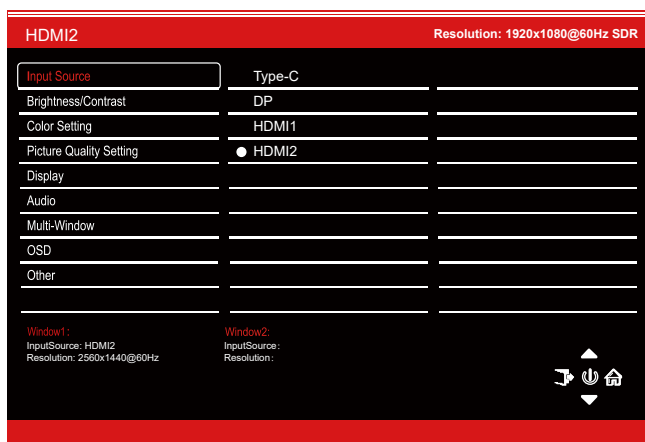 HDMI2
Resolution: 1920x1080@60Hz SDR
Input Source
Type-C
Brightness/Contrast
DP
Color Setting
HDMI1
Picture Quality Setting
HDMI2
Display
Audio
Multi-Window
OSD
Other
Window1:
InputSource: HDMI2
Resolution: 2560x1440@60Hz
Window2:
InputSource:
Resolution: